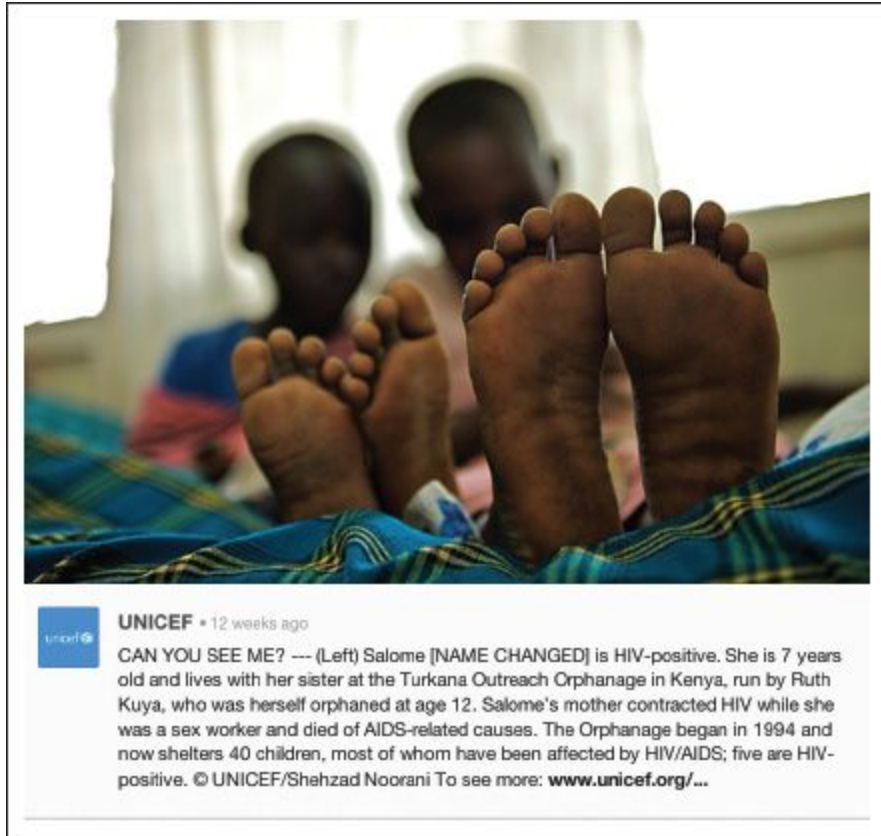 unicef
UNICEF • 12 weeks ago
CAN YOU SEE ME? --- (Left) Salome [NAME CHANGED] is HIV-positive. She is 7 years
old and lives with her sister at the Turkana Outreach Orphanage in Kenya, run by Ruth
Kuya, who was herself orphaned at age 12. Salome's mother contracted HIV while she
was a sex worker and died of AIDS-related causes. The Orphanage began in 1994 and
now shelters 40 children, most of whom have been affected by HIV/AIDS; five are HIV-
positive. © UNICEF/Shehzad Noorani To see more: www.unicef.org/...